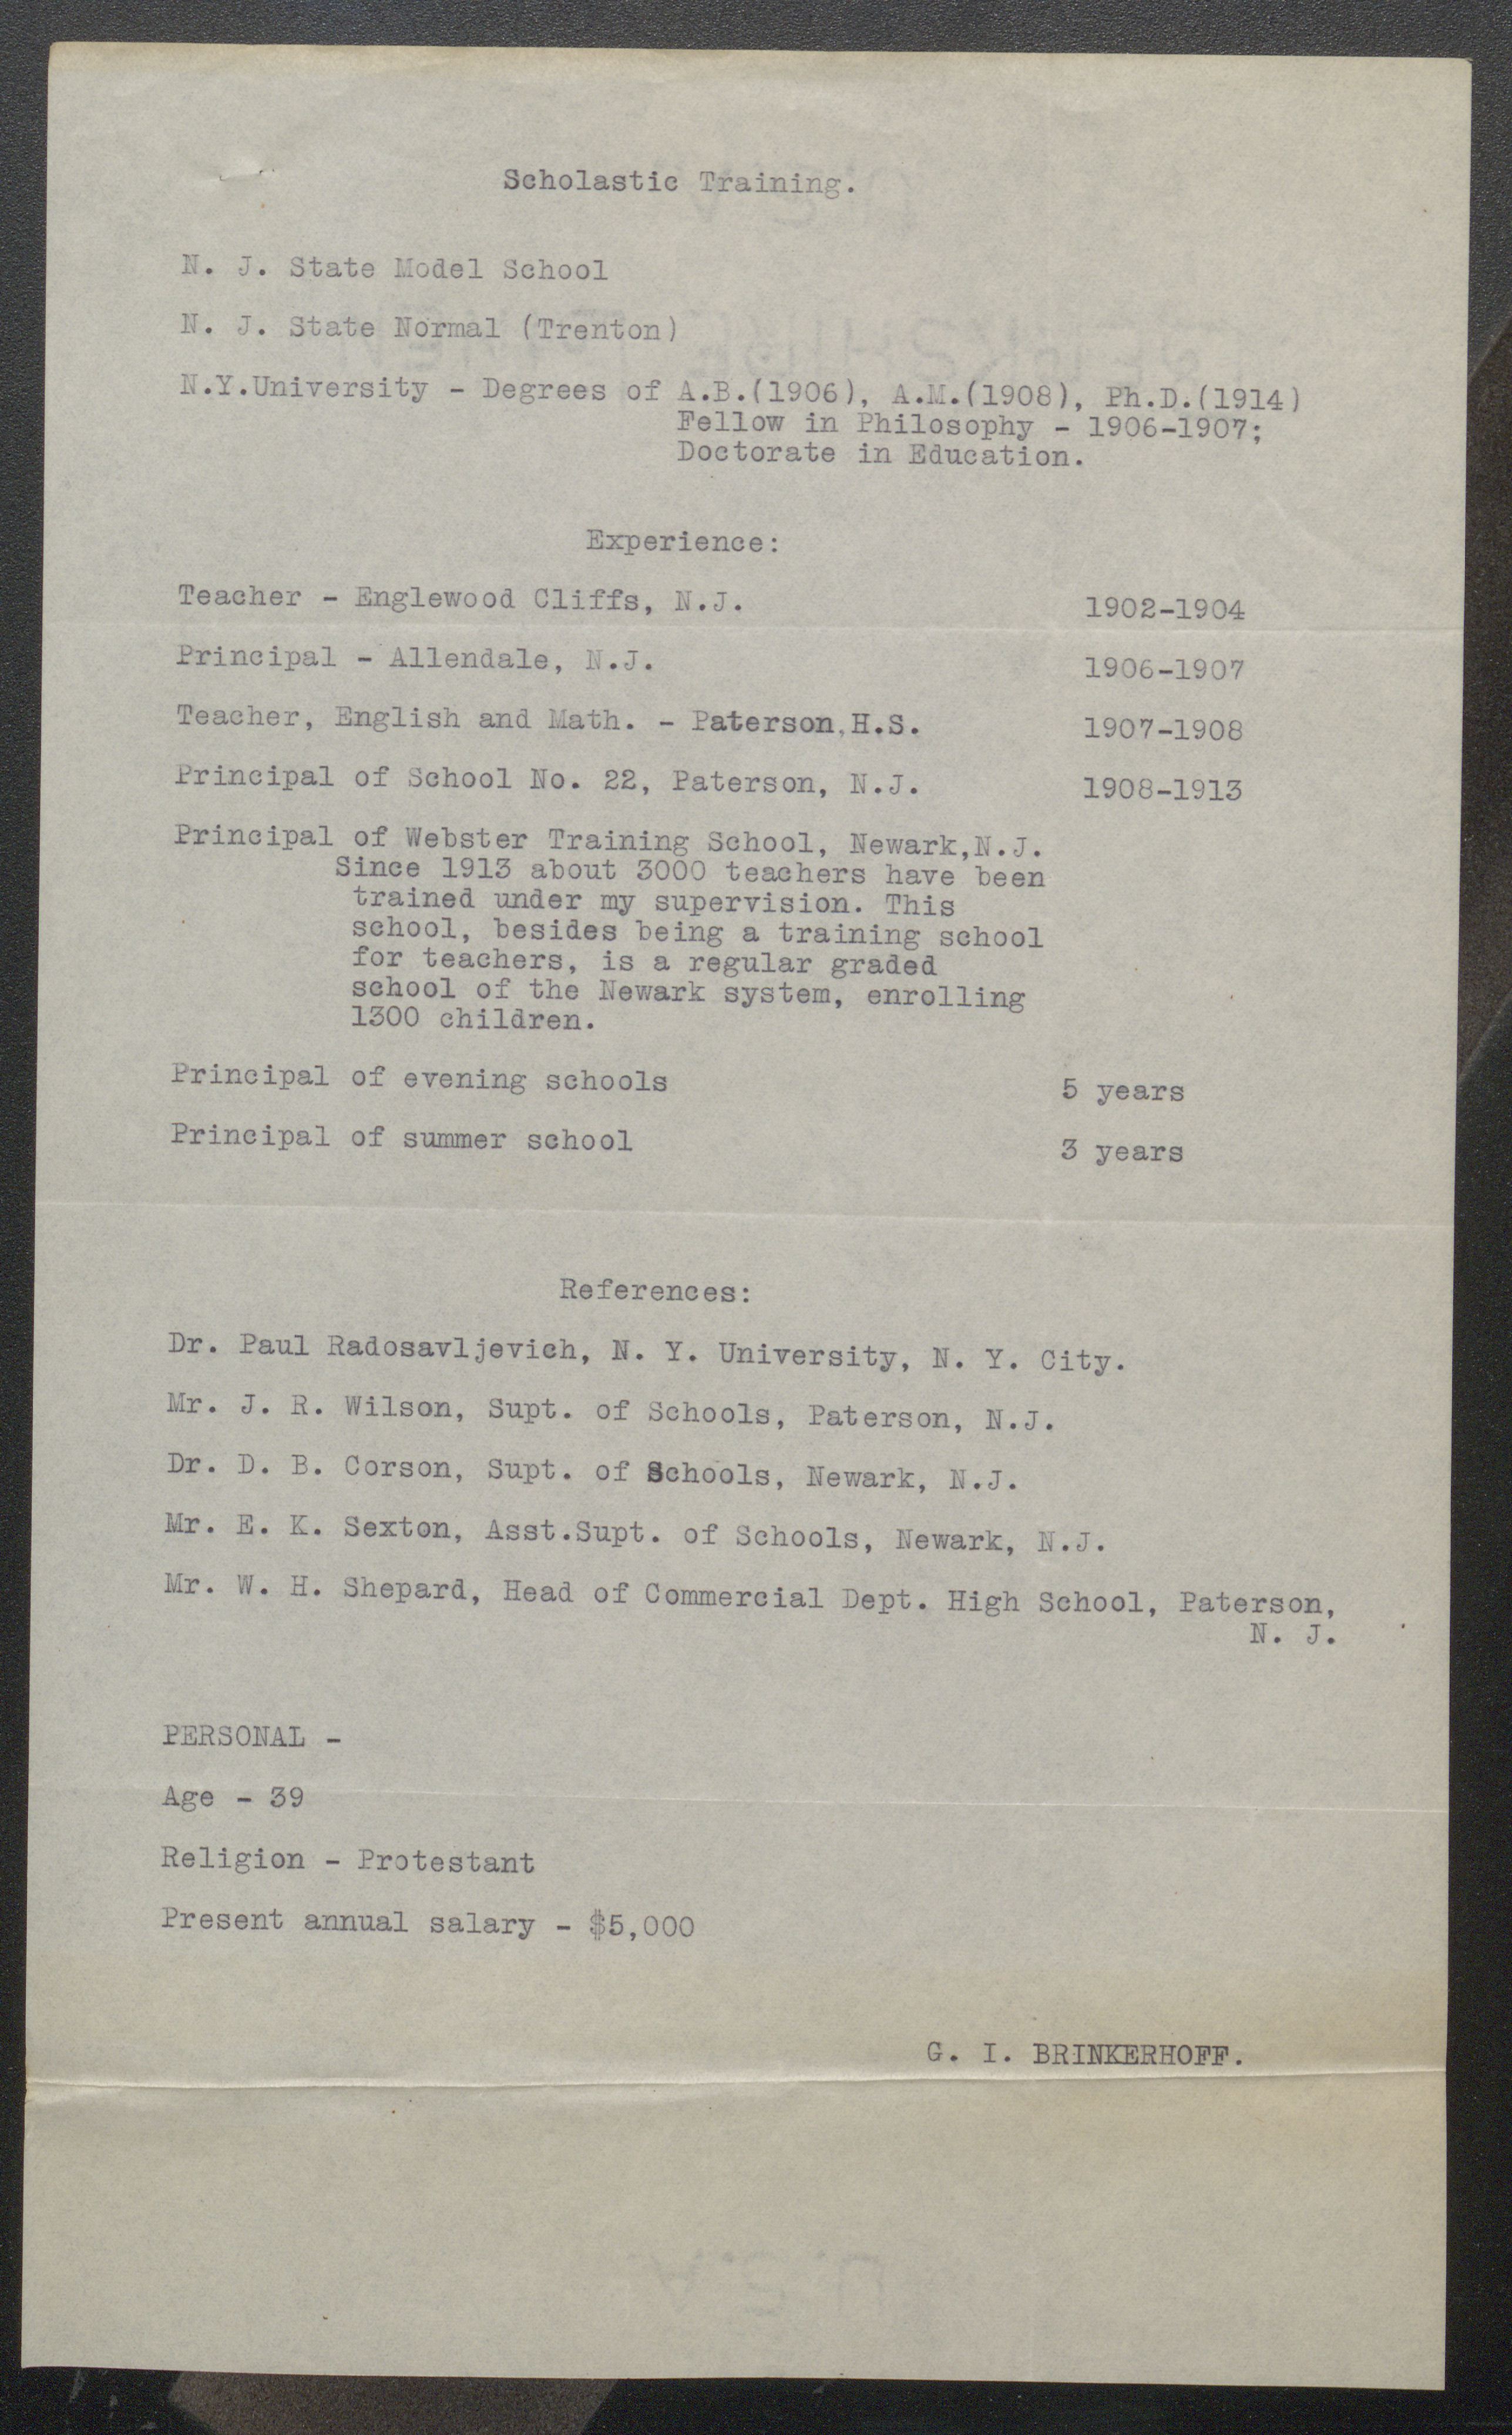 Scholastic Training.
N. J. State Model School
N. J. State Normal (Trenton)
N.Y.University - Degrees of A.B.(1906), A.M.(1908), Ph.D.(1914)
Fellow in Philosophy - 1906-1907;
Doctorate in Education.
Experience:
Teacher - Englewood Cliffs, N.J. 1902-1904
Principal - Allendale, N.J. 1906-1907
Teacher, English and Math. - Paterson,H.S. 1907-1908
Principal of School No. 22, Paterson, N.J. 1908-1913
Principal of Webster Training School, Newark,N.J.
Since 1913 about 3000 teachers have been
trained under my supervision. This
school, besides being a training school
for teachers, is a regular graded
school of the Newark system, enrolling
1300 children.
Principal of evening schools 5 years
Principal of summer school 3 years
References:
Dr. Paul Radosavljevich, N. Y. University, N. Y. City.
Mr. J. R. Wilson, Supt. of Schools, Paterson, N.J.
Dr. D. B. Corson, Supt. of Schools, Newark, N.J.
Mr. E. K. Sexton, Asst.Supt. of Schools, Newark, N.J.
Mr. W. H. Shepard, Head of Commercial Dept. High School, Paterson,
N. J.
PERSONAL -
Age - 39
Religion - Protestant
Present annual salary - $5,000
G. I. BRINKERHOFF.